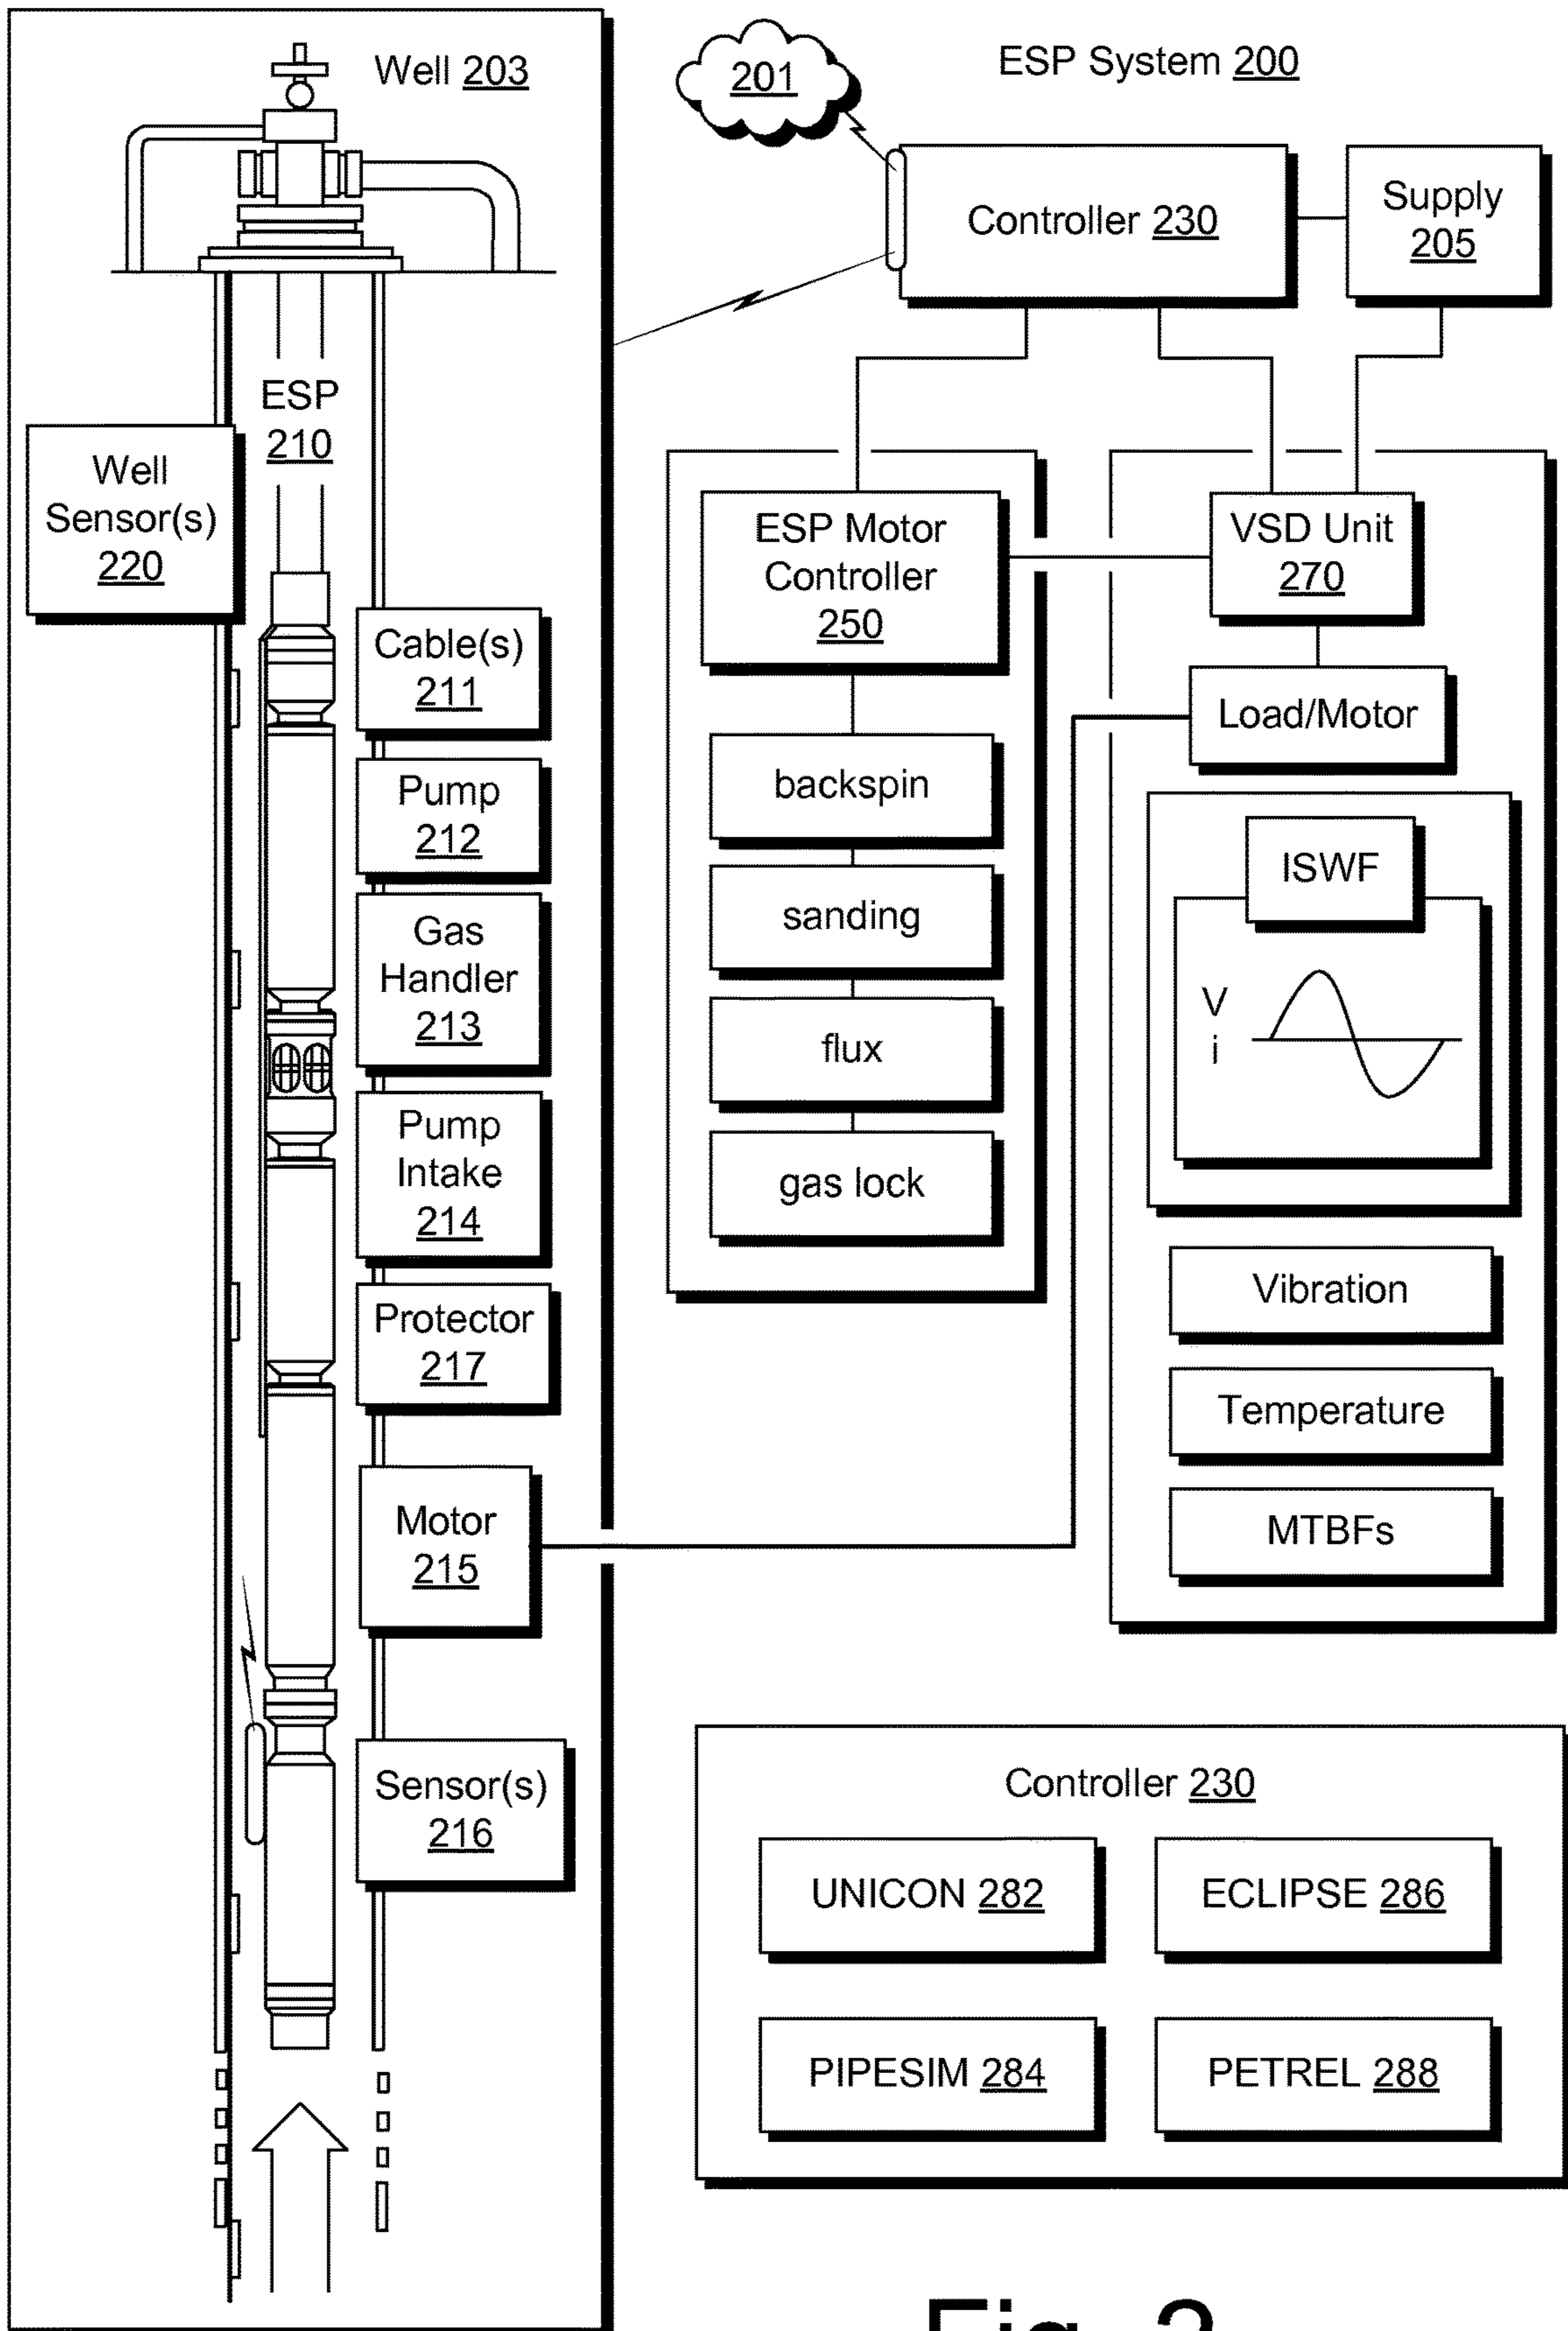 Well 203
201
ESP System 200
Controller 230
Supply
205
ESP
210
Well
Sensor(s)
220
Cable(s)
211
Pump
212
Gas
Handler
213
Pump
Intake
214
Protector
217
Motor
215
Sensor(s)
216
ESP Motor
Controller
250
backspin
sanding
flux
gas lock
VSD Unit
270
Load/Motor
ISWF
V
i
Vibration
Temperature
MTBFs
Controller 230
UNICON 282
ECLIPSE 286
PIPESIM 284
PETREL 288
Fig. 2